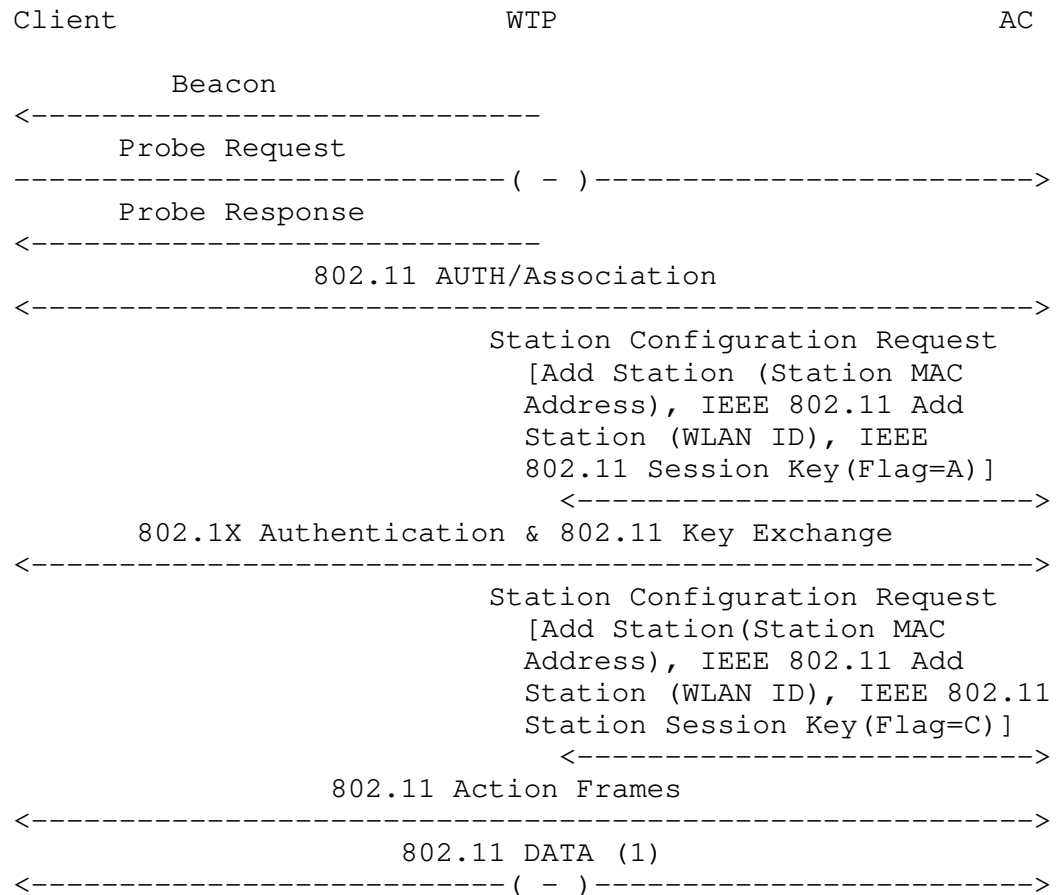 Client                      WTP                         AC

         Beacon
<-----------------------------
      Probe Request
----------------------------( - )------------------------->
      Probe Response
<-----------------------------
                 802.11 AUTH/Association
<--------------------------------------------------------->
                           Station Configuration Request
                             [Add Station (Station MAC
                             Address), IEEE 802.11 Add
                             Station (WLAN ID), IEEE
                             802.11 Session Key(Flag=A)]
                               <-------------------------->
       802.1X Authentication & 802.11 Key Exchange
<--------------------------------------------------------->
                           Station Configuration Request
                             [Add Station(Station MAC
                             Address), IEEE 802.11 Add
                             Station (WLAN ID), IEEE 802.11
                             Station Session Key(Flag=C)]
                               <-------------------------->
                  802.11 Action Frames
<--------------------------------------------------------->
                      802.11 DATA (1)
<---------------------------( - )------------------------->